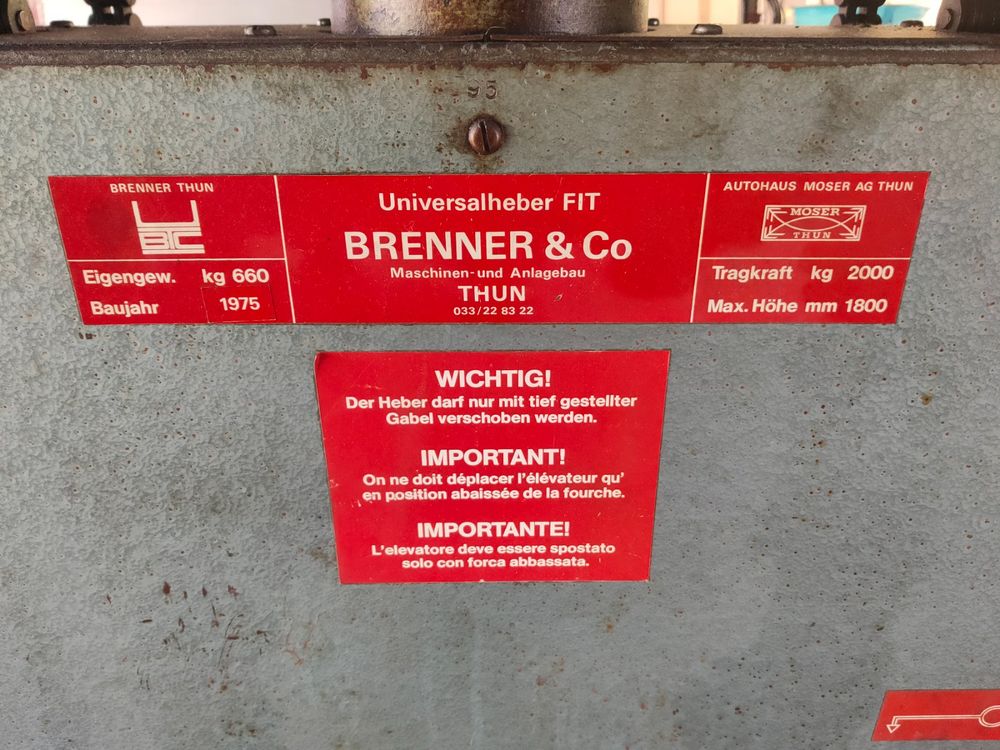 95
BRENNER THUN
BTC
Eigengew. kg 660
Baujahr 1975
Universalheber FIT
BRENNER & Co
Maschinen-und Anlagebau
THUN
033/22 83 22
AUTOHAUS MOSER AG THUN
MOSER
THUN
Tragkraft kg 2000
Max. Höhe mm 1800
WICHTIG!
Der Heber darf nur mit tief gestellter
Gabel verschoben werden.
IMPORTANT!
On ne doit déplacer l'élévateur qu'
en position abaissée de la fourche.
IMPORTANTE!
L'elevatore deve essere spostato
solo con forca abbassata.